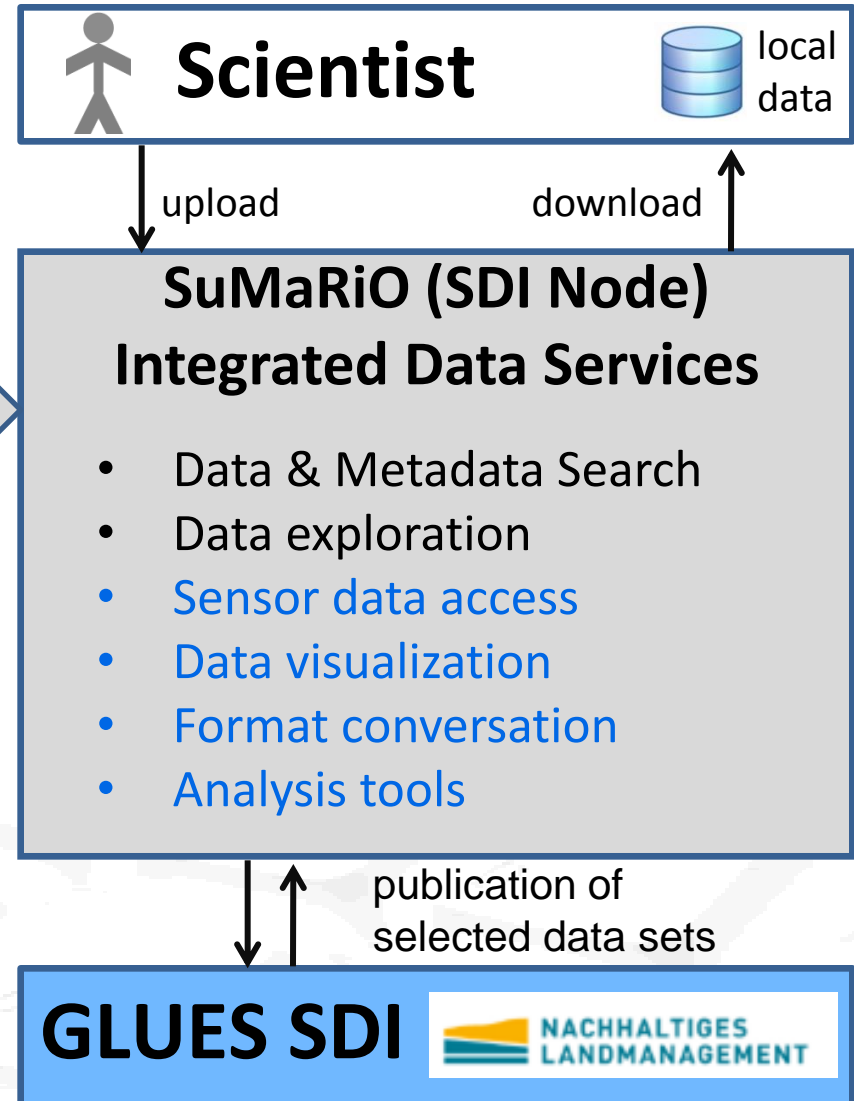 Scientist
local
data
upload
download
SuMaRiO (SDI Node)
Integrated Data Services
• Data & Metadata Search
• Data exploration
• Sensor data access
• Data visualization
• Format conversation
• Analysis tools
publication of
selected data sets
GLUES SDI
NACHHALTIGES
LANDMANAGEMENT